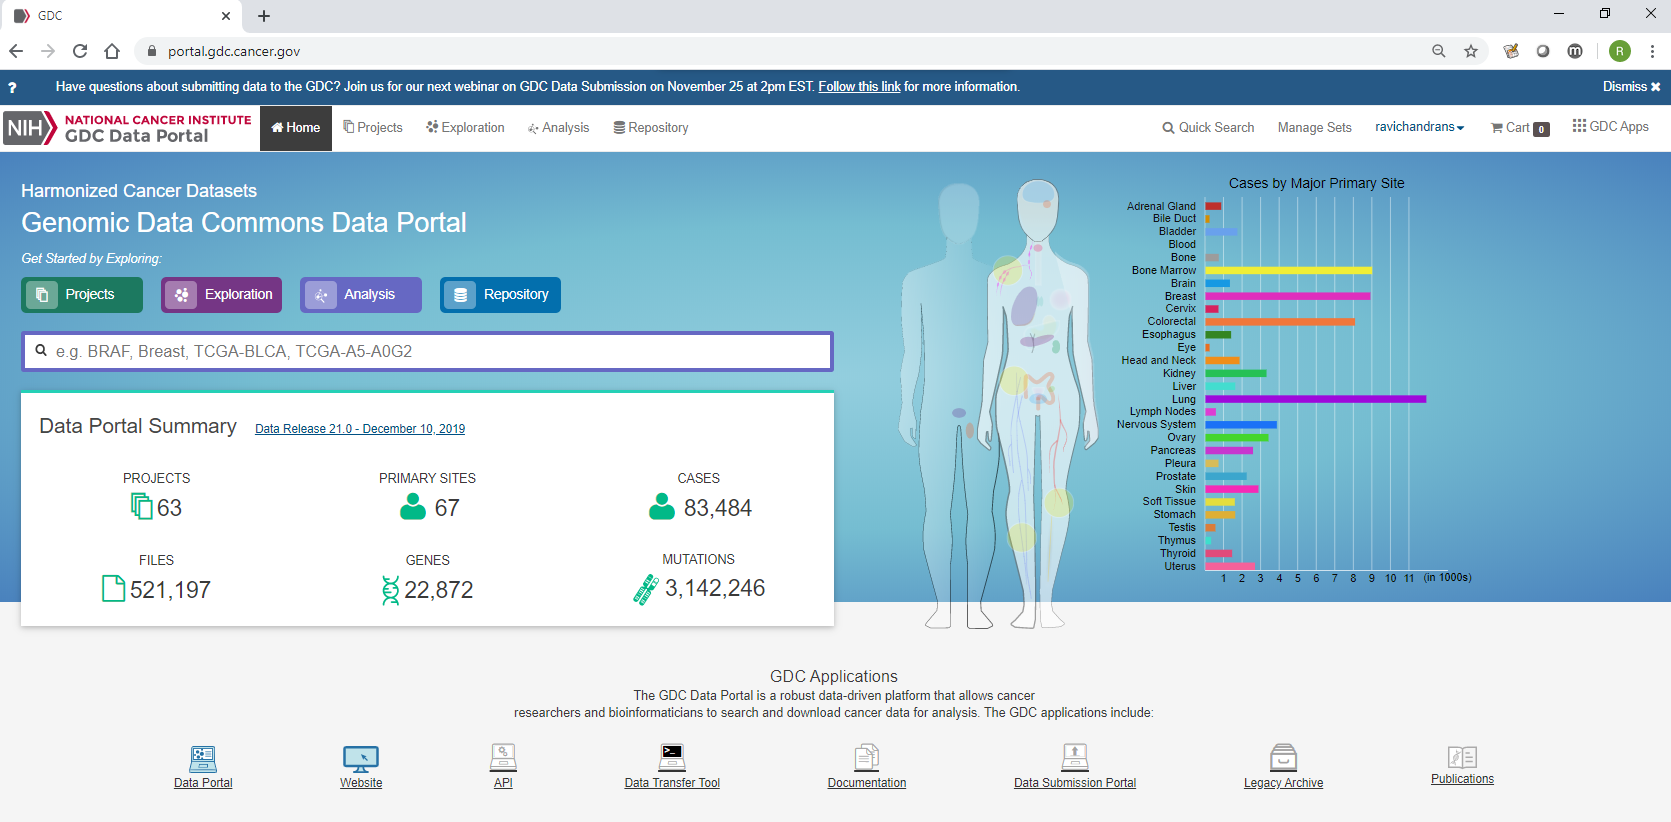 GDC
portal.gdc.cancer.gov
R
? Have questions about submitting data to the GDC? Join us for our next webinar on GDC Data Submission on November 25 at 2pm EST. Follow this link for more information. Dismiss
NIH NATIONAL CANCER INSTITUTE
GDC Data Portal
Home Projects Exploration Analysis Repository Quick Search Manage Sets ravichandrans Cart 0 GDC Apps
Harmonized Cancer Datasets
Genomic Data Commons Data Portal
Get Started by Exploring:
Projects Exploration Analysis Repository
e.g. BRAF, Breast, TCGA-BLCA, TCGA-A5-A0G2
Data Portal Summary Data Release 21.0 - December 10, 2019
PROJECTS PRIMARY SITES CASES
63 67 83,484
FILES GENES MUTATIONS
521,197 22,872 3,142,246
Cases by Major Primary Site
Adrenal Gland
Bile Duct
Bladder
Blood
Bone
Bone Marrow
Brain
Breast
Cervix
Colorectal
Esophagus
Eye
Head and Neck
Kidney
Liver
Lung
Lymph Nodes
Nervous System
Ovary
Pancreas
Pleura
Prostate
Skin
Soft Tissue
Stomach
Testis
Thymus
Thyroid
Uterus
1 2 3 4 5 6 7 8 9 10 11 (in 1000s)
GDC Applications
The GDC Data Portal is a robust data-driven platform that allows cancer
researchers and bioinformaticians to search and download cancer data for analysis. The GDC applications include:
Data Portal Website API Data Transfer Tool Documentation Data Submission Portal Legacy Archive Publications